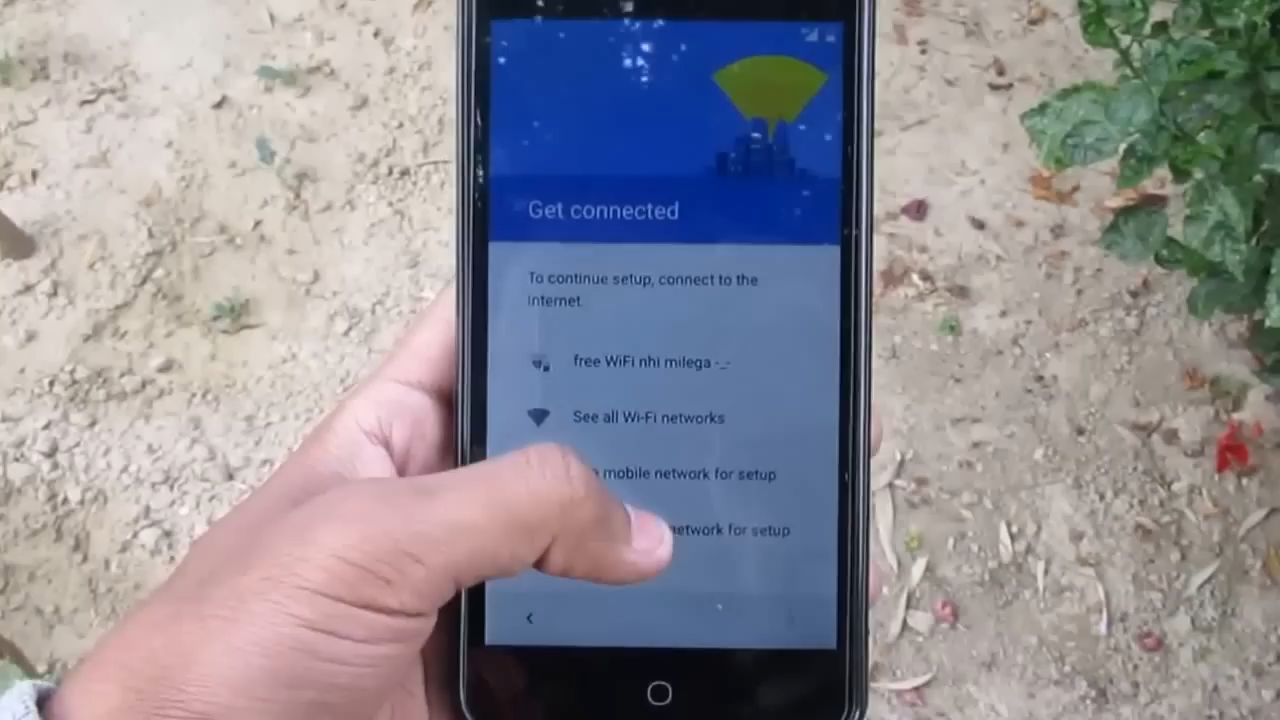 Get connected
To continue setup, connect to the
Internet.
free WiFi nhi milega -_-
See all Wi-Fi networks
mobile network for setup
network for setup